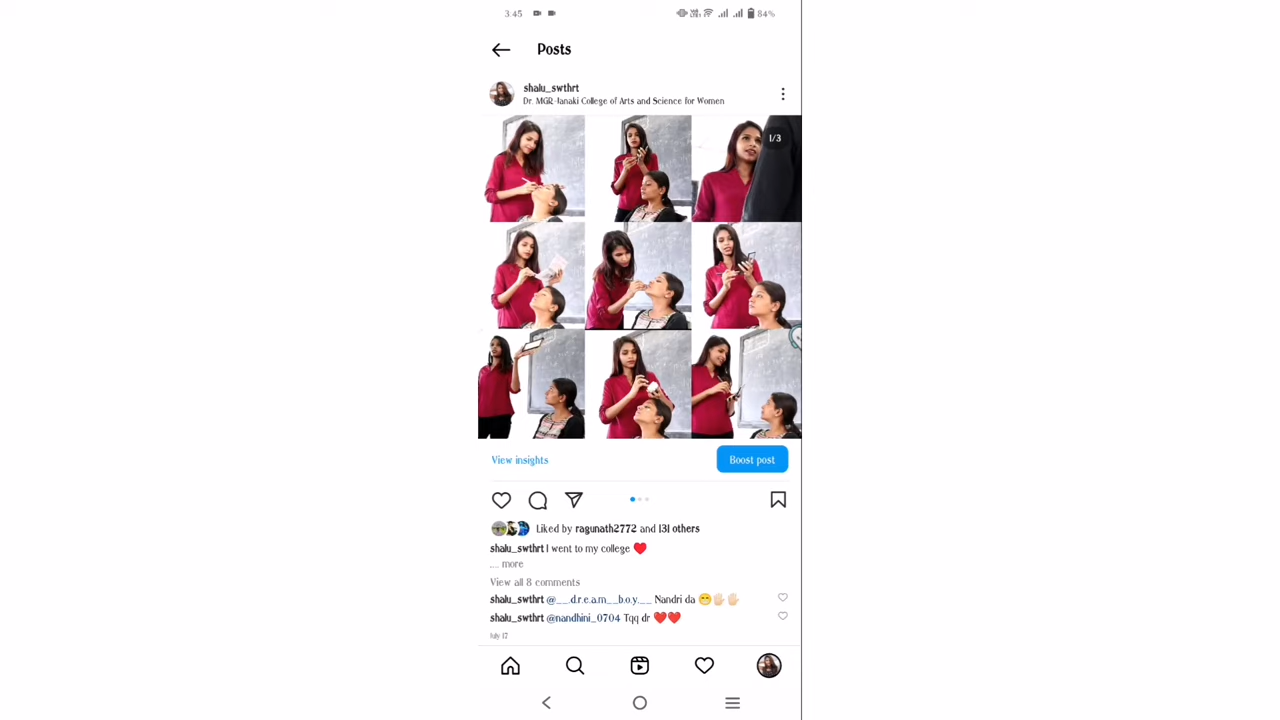 3:45 84%
Posts
shalu_swthrt
Dr. MGR-Janaki College of Arts and Science for Women
1/3
View insights
Boost post
Liked by ragunath2772 and 131 others
shalu_swthrt I went to my college ❤️
.... more
View all 8 comments
shalu_swthrt @__.d.r.e.a.m__b.o.y.__ Nandri da 😁🖐🏻🖐🏻
shalu_swthrt @nandhini_0704 Tqq dr ❤️❤️
July 17